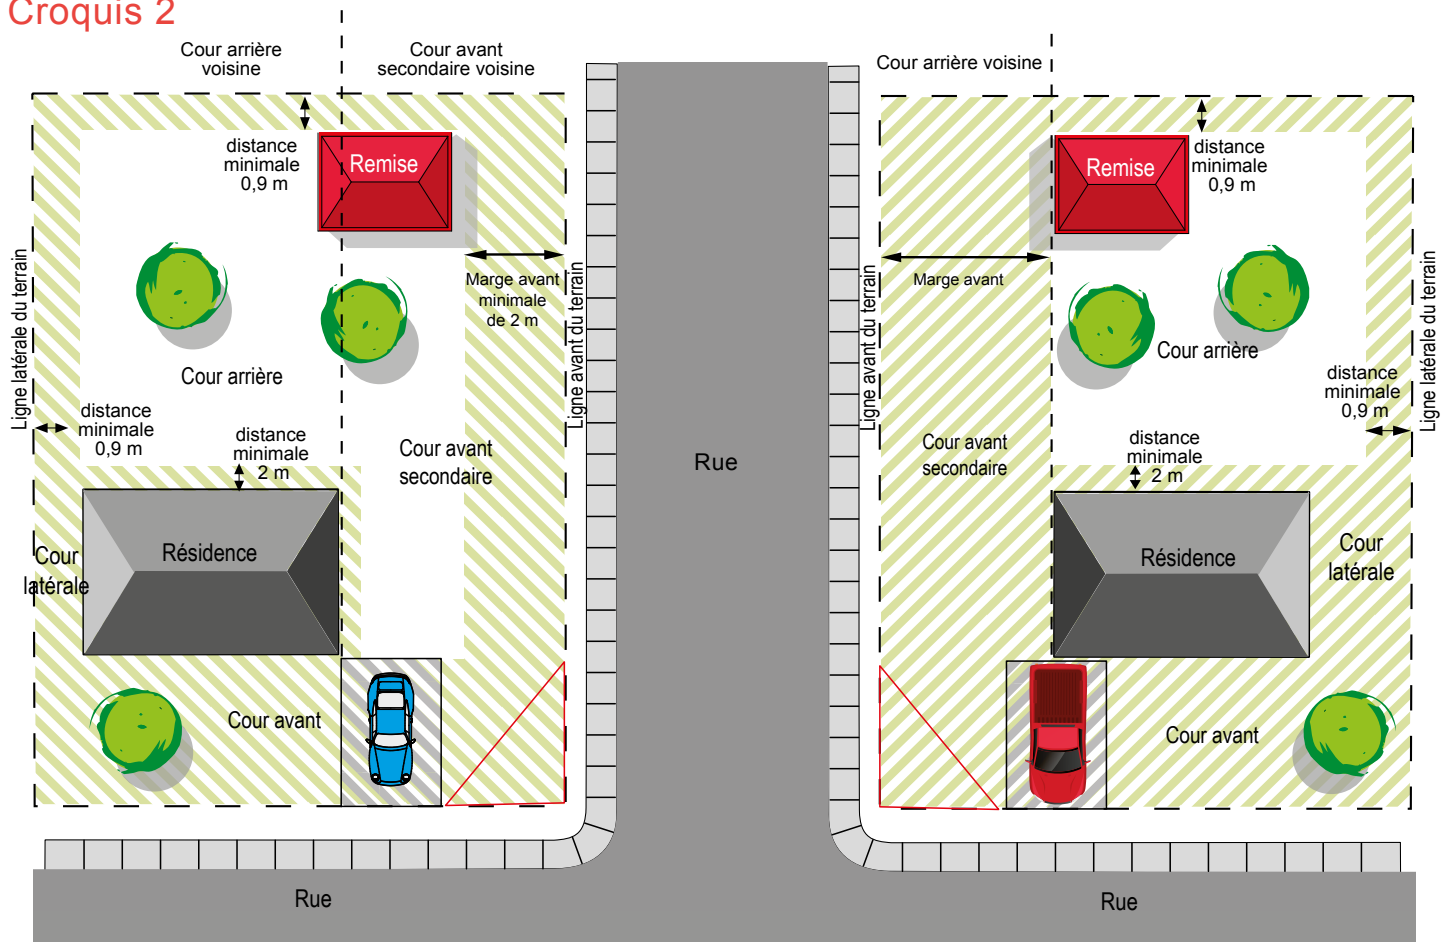 Croquis 2
Cour arrière
voisine
Cour avant
secondaire voisine
distance
minimale
0,9 m
Remise
Marge avant
minimale
de 2 m
Ligne latérale du terrain
Ligne avant du terrain
Cour arrière
distance
minimale
0,9 m
distance
minimale
2 m
Cour avant
secondaire
Cour
latérale
Résidence
Cour avant
Rue
Rue
Cour arrière voisine
Remise
distance
minimale
0,9 m
Marge avant
Ligne avant du terrain
Ligne latérale du terrain
Cour arrière
distance
minimale
0,9 m
Cour avant
secondaire
distance
minimale
2 m
Résidence
Cour
latérale
Cour avant
Rue